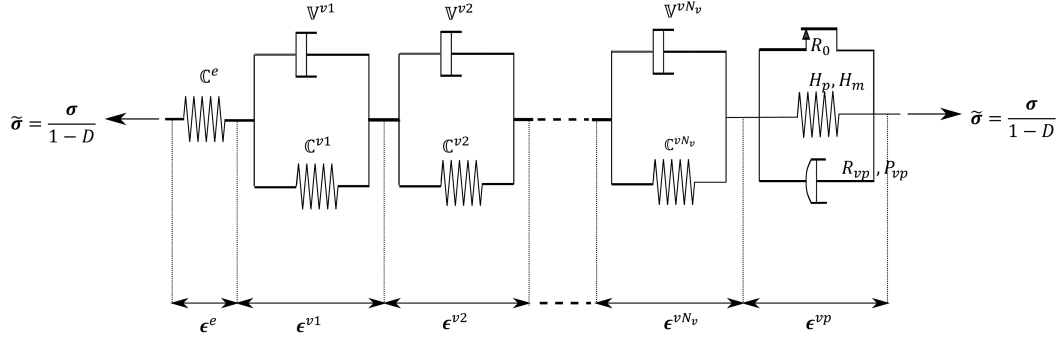 𝕍^{v1}
𝕍^{v2}
𝕍^{vN_v}
R_0
ℂ^e
H_p, H_m
σ̃ = σ / (1 − D)
σ̃ = σ / (1 − D)
ℂ^{v1}
ℂ^{v2}
ℂ^{vN_v}
R_{vp}, P_{vp}
ϵ^e
ϵ^{v1}
ϵ^{v2}
ϵ^{vN_v}
ϵ^{vp}